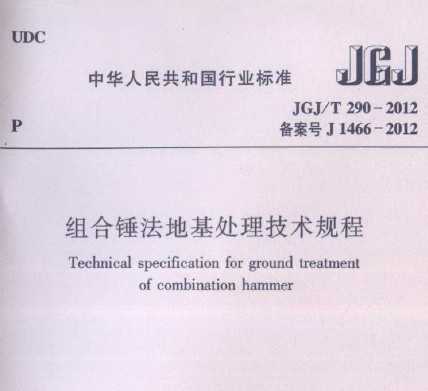 UDC
JGJ
中华人民共和国行业标准
JGJ/T 290-2012
P
备案号 J 1466-2012
组合锤法地基处理技术规程
Technical specification for ground treatment
of combination hammer